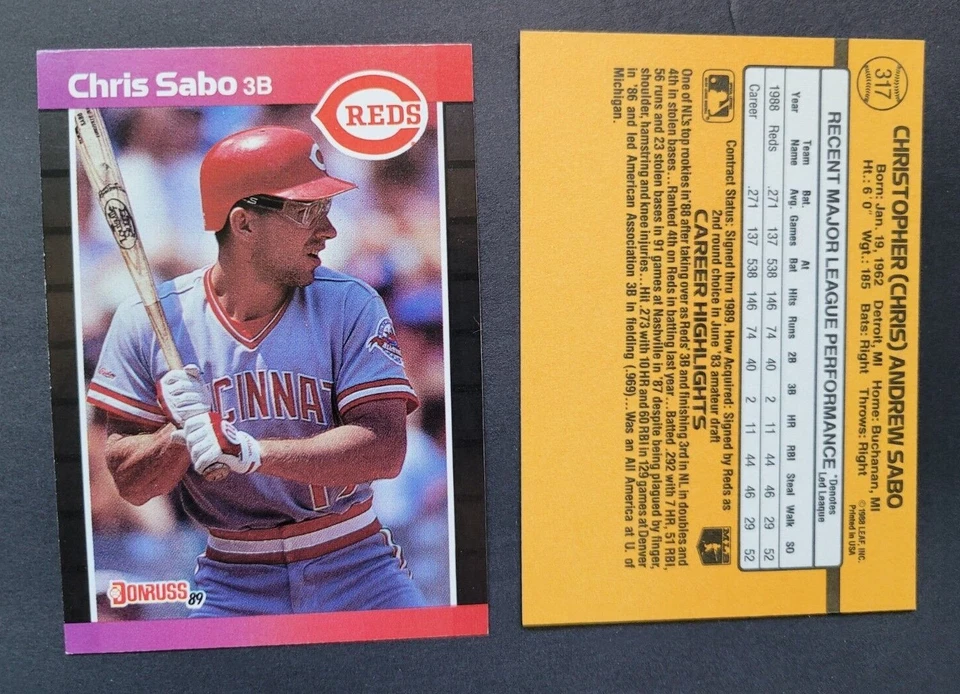 Chris Sabo 3B
REDS
C
CINCINNAT
17
DONRUSS 89
317
CHRISTOPHER (CHRIS) ANDREW SABO
Born: Jan. 19, 1962 Detroit, MI Home: Buchanan, MI
Ht.: 6' 0" Wgt.: 185 Bats: Right Throws: Right
©1988 LEAF, INC.
Printed in USA
RECENT MAJOR LEAGUE PERFORMANCE *Denotes Led League
Year Team Name Bat. Avg. Games At Bat Hits Runs 2B 3B HR RBI Steal Walk SO
1988 Reds .271 137 538 146 74 40 2 11 44 46 29 52
Career .271 137 538 146 74 40 2 11 44 46 29 52
Contract Status: Signed thru 1989. How Acquired: Signed by Reds as
2nd round choice in June '83 amateur draft
CAREER HIGHLIGHTS
One of NL's top rookies in '88 after taking over as Reds' 3B and finishing 3rd in NL in doubles and
4th in stolen bases...Ranked 4th on Reds in batting last year...Batted .292 with 7 HR, 51 RBI,
56 runs and 23 stolen bases in 91 games at Nashville in '87 despite being plagued by finger,
shoulder, hamstring and knee injuries...Hit .273 with 10 HR and 60 RBI in 129 games at Denver
in '86 and led American Association 3B in fielding (.969)...Was an All America at U. of
Michigan.